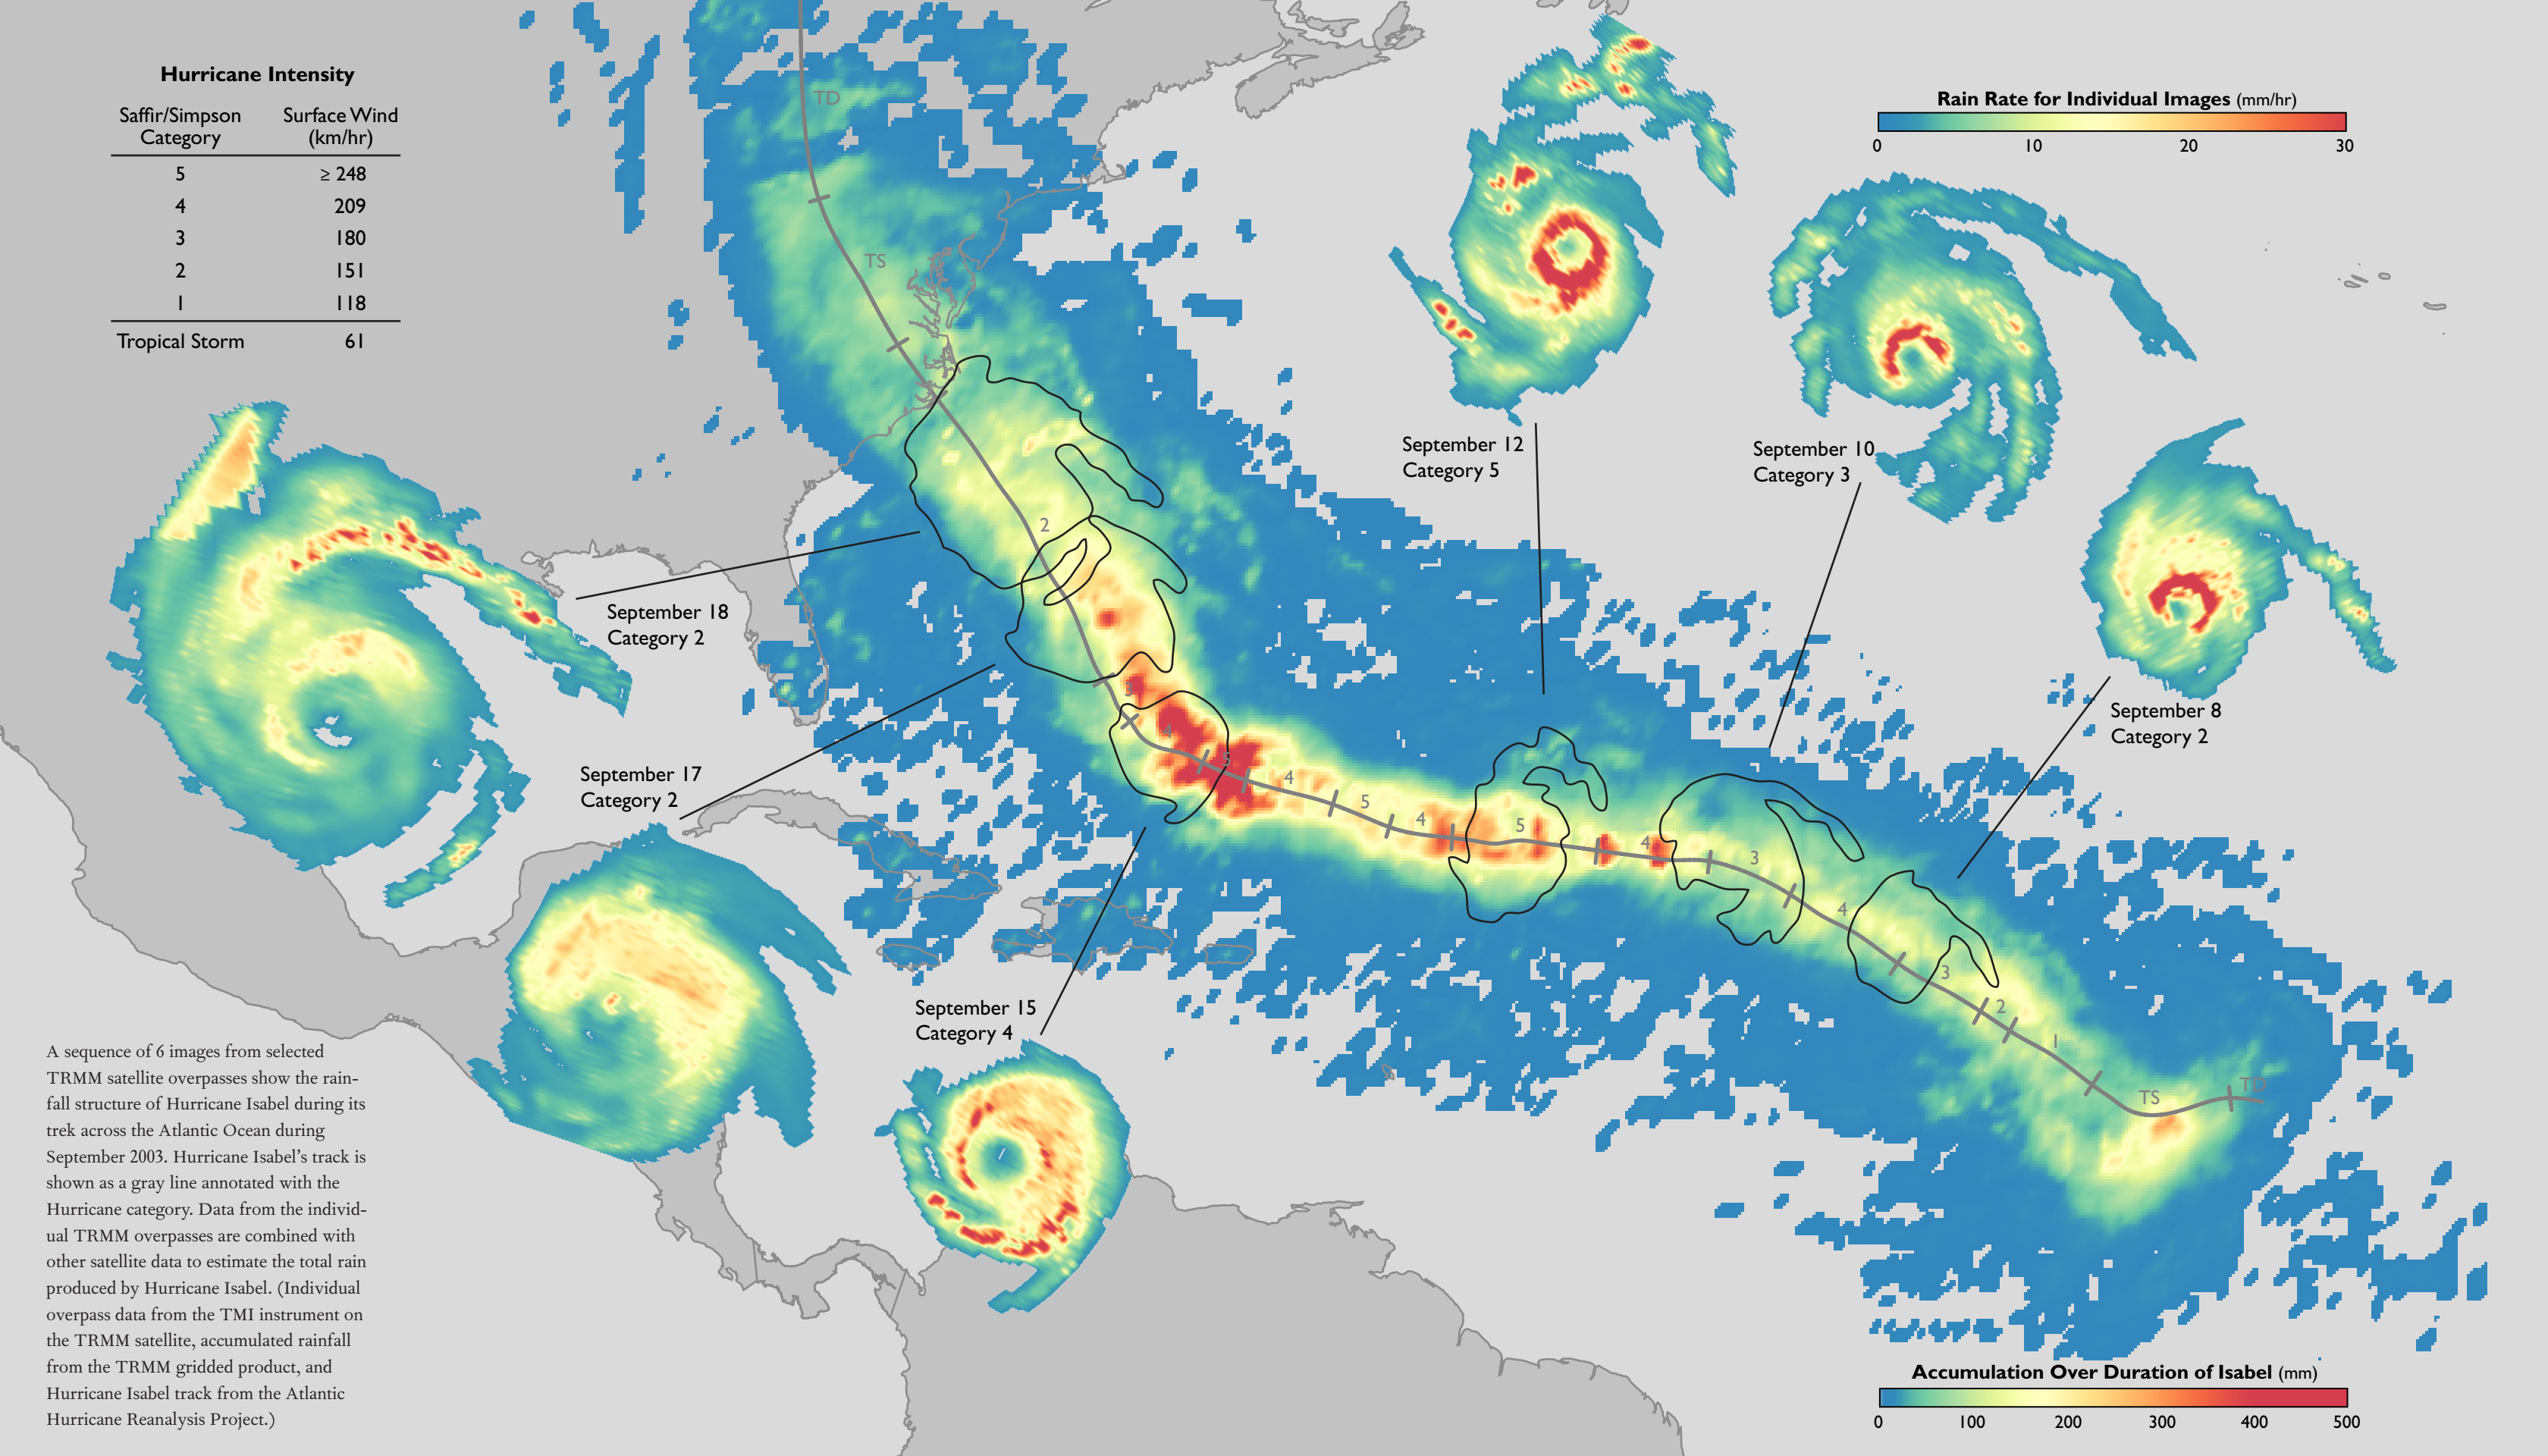 Hurricane Intensity
Saffir/Simpson Category
Surface Wind (km/hr)
5 ≥ 248
4 209
3 180
2 151
1 118
Tropical Storm 61
Rain Rate for Individual Images (mm/hr)
0 10 20 30
September 12
Category 5
September 10
Category 3
September 8
Category 2
September 18
Category 2
September 17
Category 2
September 15
Category 4
TD
TS
2
3
4
5
4
5
4
5
4
3
4
3
2
1
TS
TD
A sequence of 6 images from selected
TRMM satellite overpasses show the rain-
fall structure of Hurricane Isabel during its
trek across the Atlantic Ocean during
September 2003. Hurricane Isabel’s track is
shown as a gray line annotated with the
Hurricane category. Data from the individ-
ual TRMM overpasses are combined with
other satellite data to estimate the total rain
produced by Hurricane Isabel. (Individual
overpass data from the TMI instrument on
the TRMM satellite, accumulated rainfall
from the TRMM gridded product, and
Hurricane Isabel track from the Atlantic
Hurricane Reanalysis Project.)
Accumulation Over Duration of Isabel (mm)
0 100 200 300 400 500